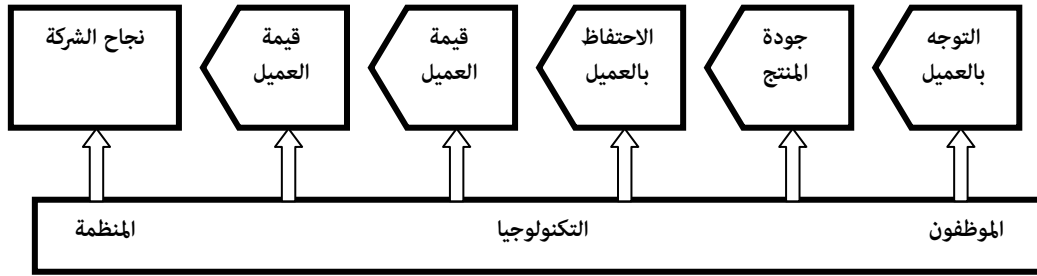 التوجه
بالعميل
جودة
المنتج
الاحتفاظ
بالعميل
قيمة
العميل
قيمة
العميل
نجاح الشركة
الموظفون
التكنولوجيا
المنظمة